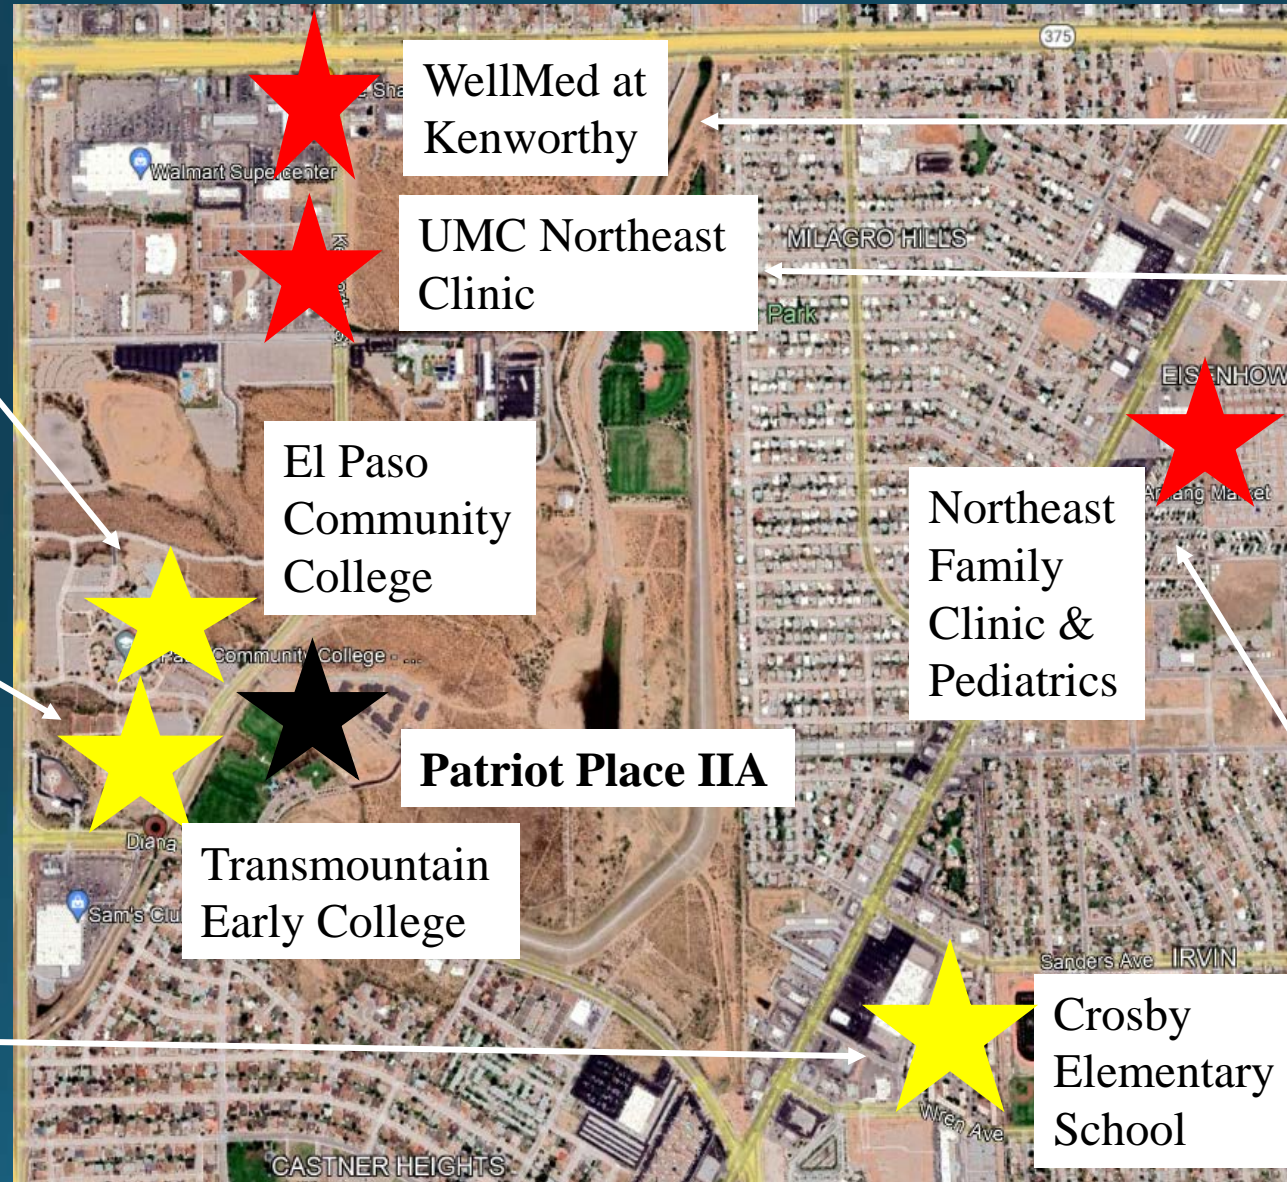 375
WellMed at
Kenworthy
Walmart Supercenter
UMC Northeast
Clinic
MILAGRO HILLS
Park
EISENHOW
El Paso
Community
College
Northeast
Family
Clinic &
Pediatrics
Market
Community College - ...
Patriot Place IIA
Diana
Transmountain
Early College
Sam's Clu
Sanders Ave
IRVIN
Crosby
Elementary
School
Wren Ave
CASTNER HEIGHTS